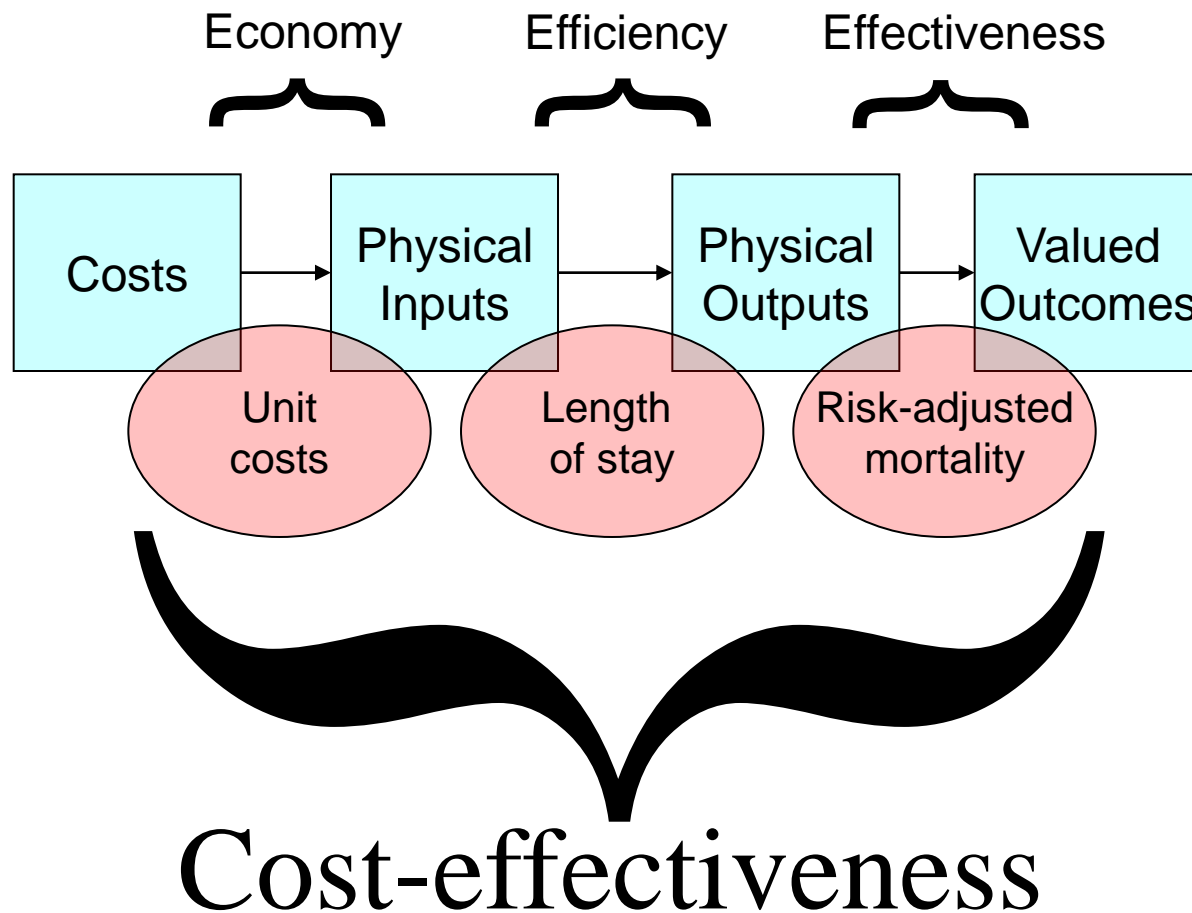 Economy
Efficiency
Effectiveness
Costs
Physical
Inputs
Physical
Outputs
Valued
Outcomes
Unit
costs
Length
of stay
Risk-adjusted
mortality
Cost-effectiveness